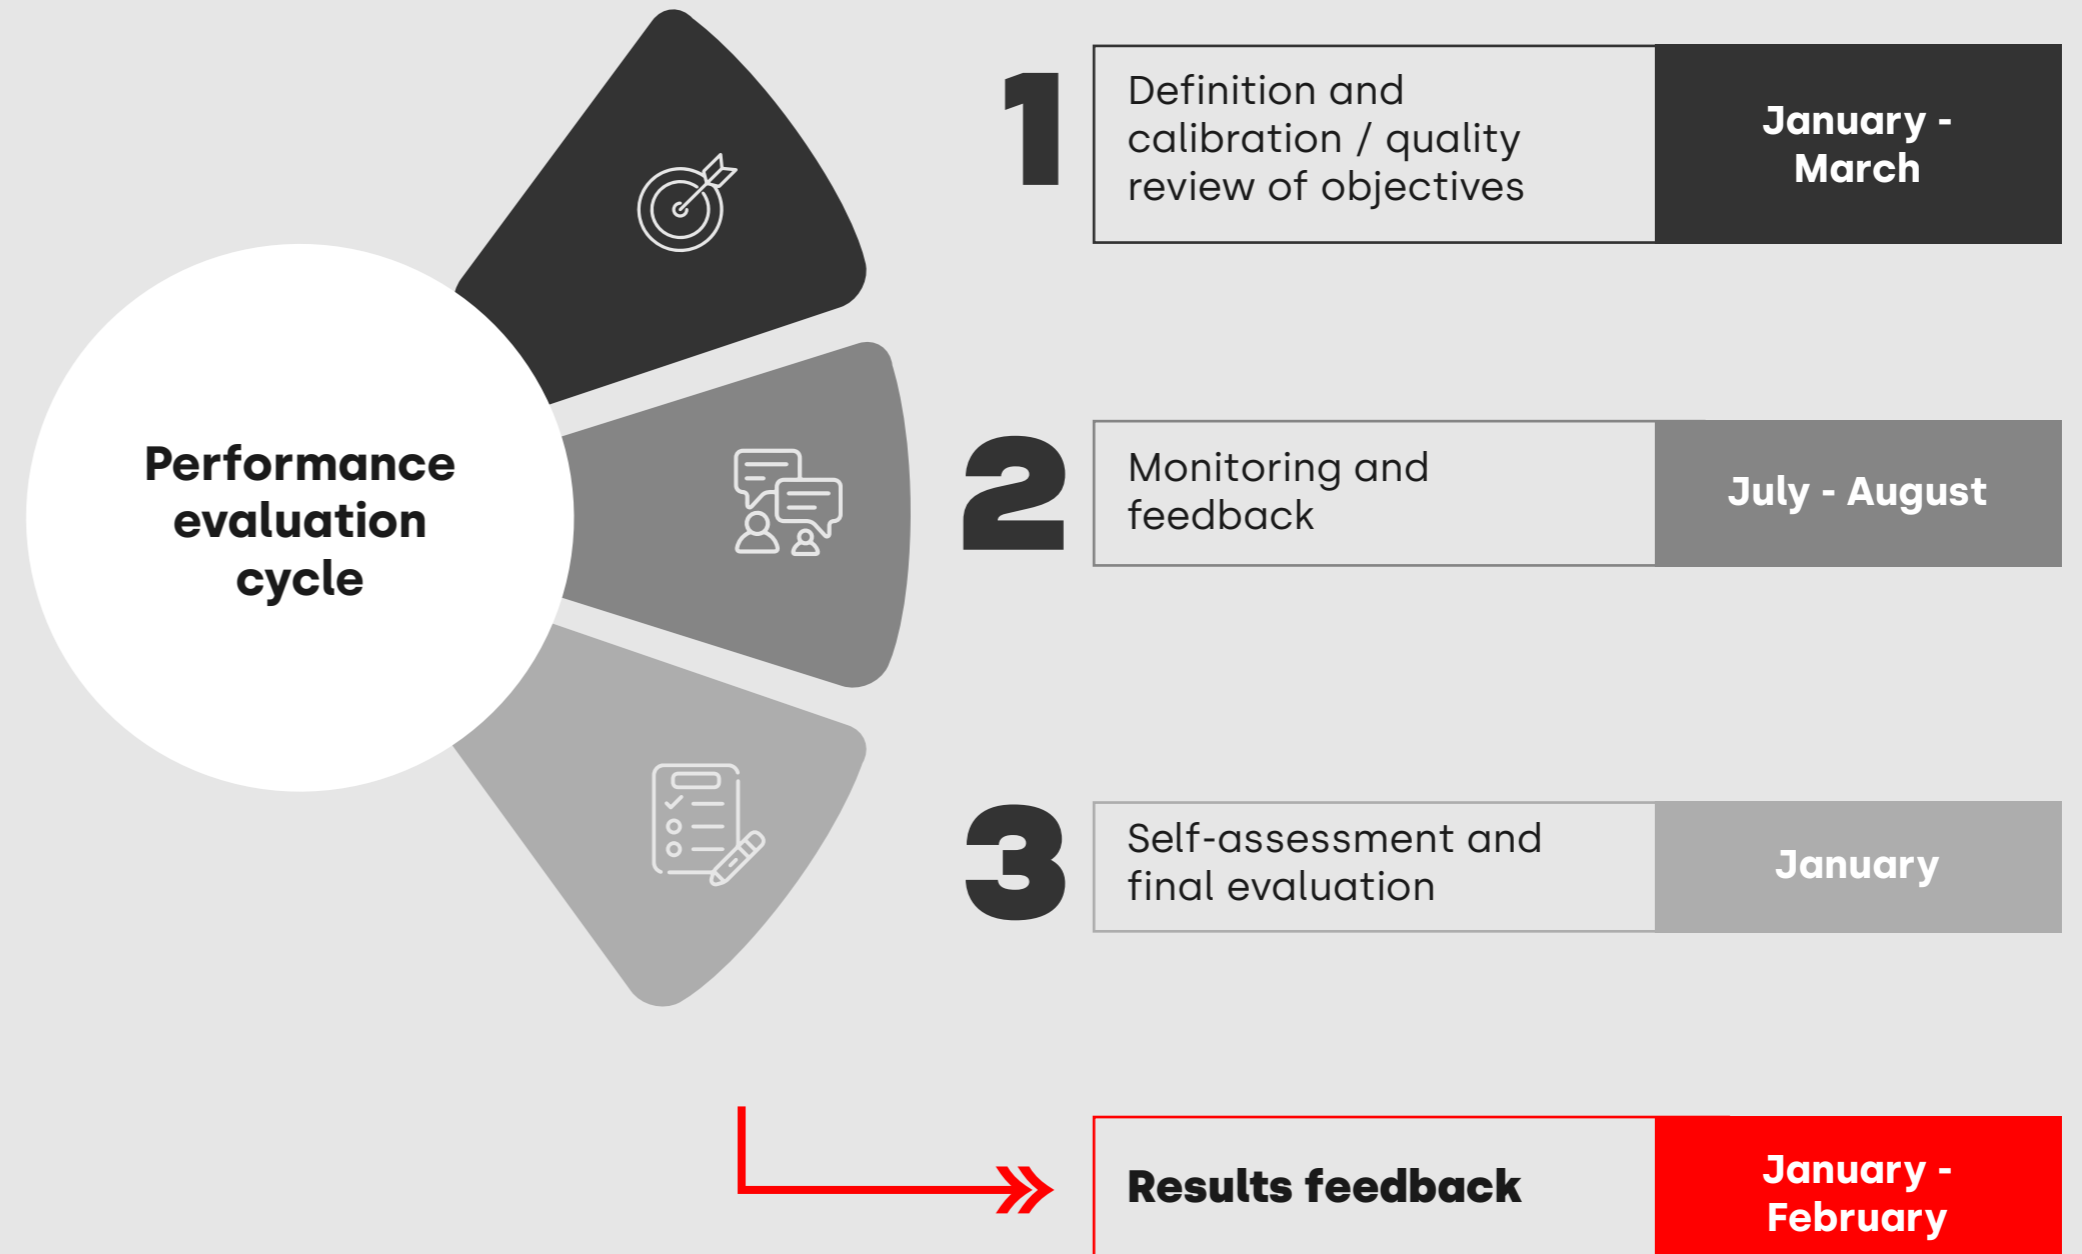 Performance
evaluation
cycle
1
Definition and
calibration / quality
review of objectives
January -
March
2
Monitoring and
feedback
July - August
3
Self-assessment and
final evaluation
January
Results feedback
January -
February